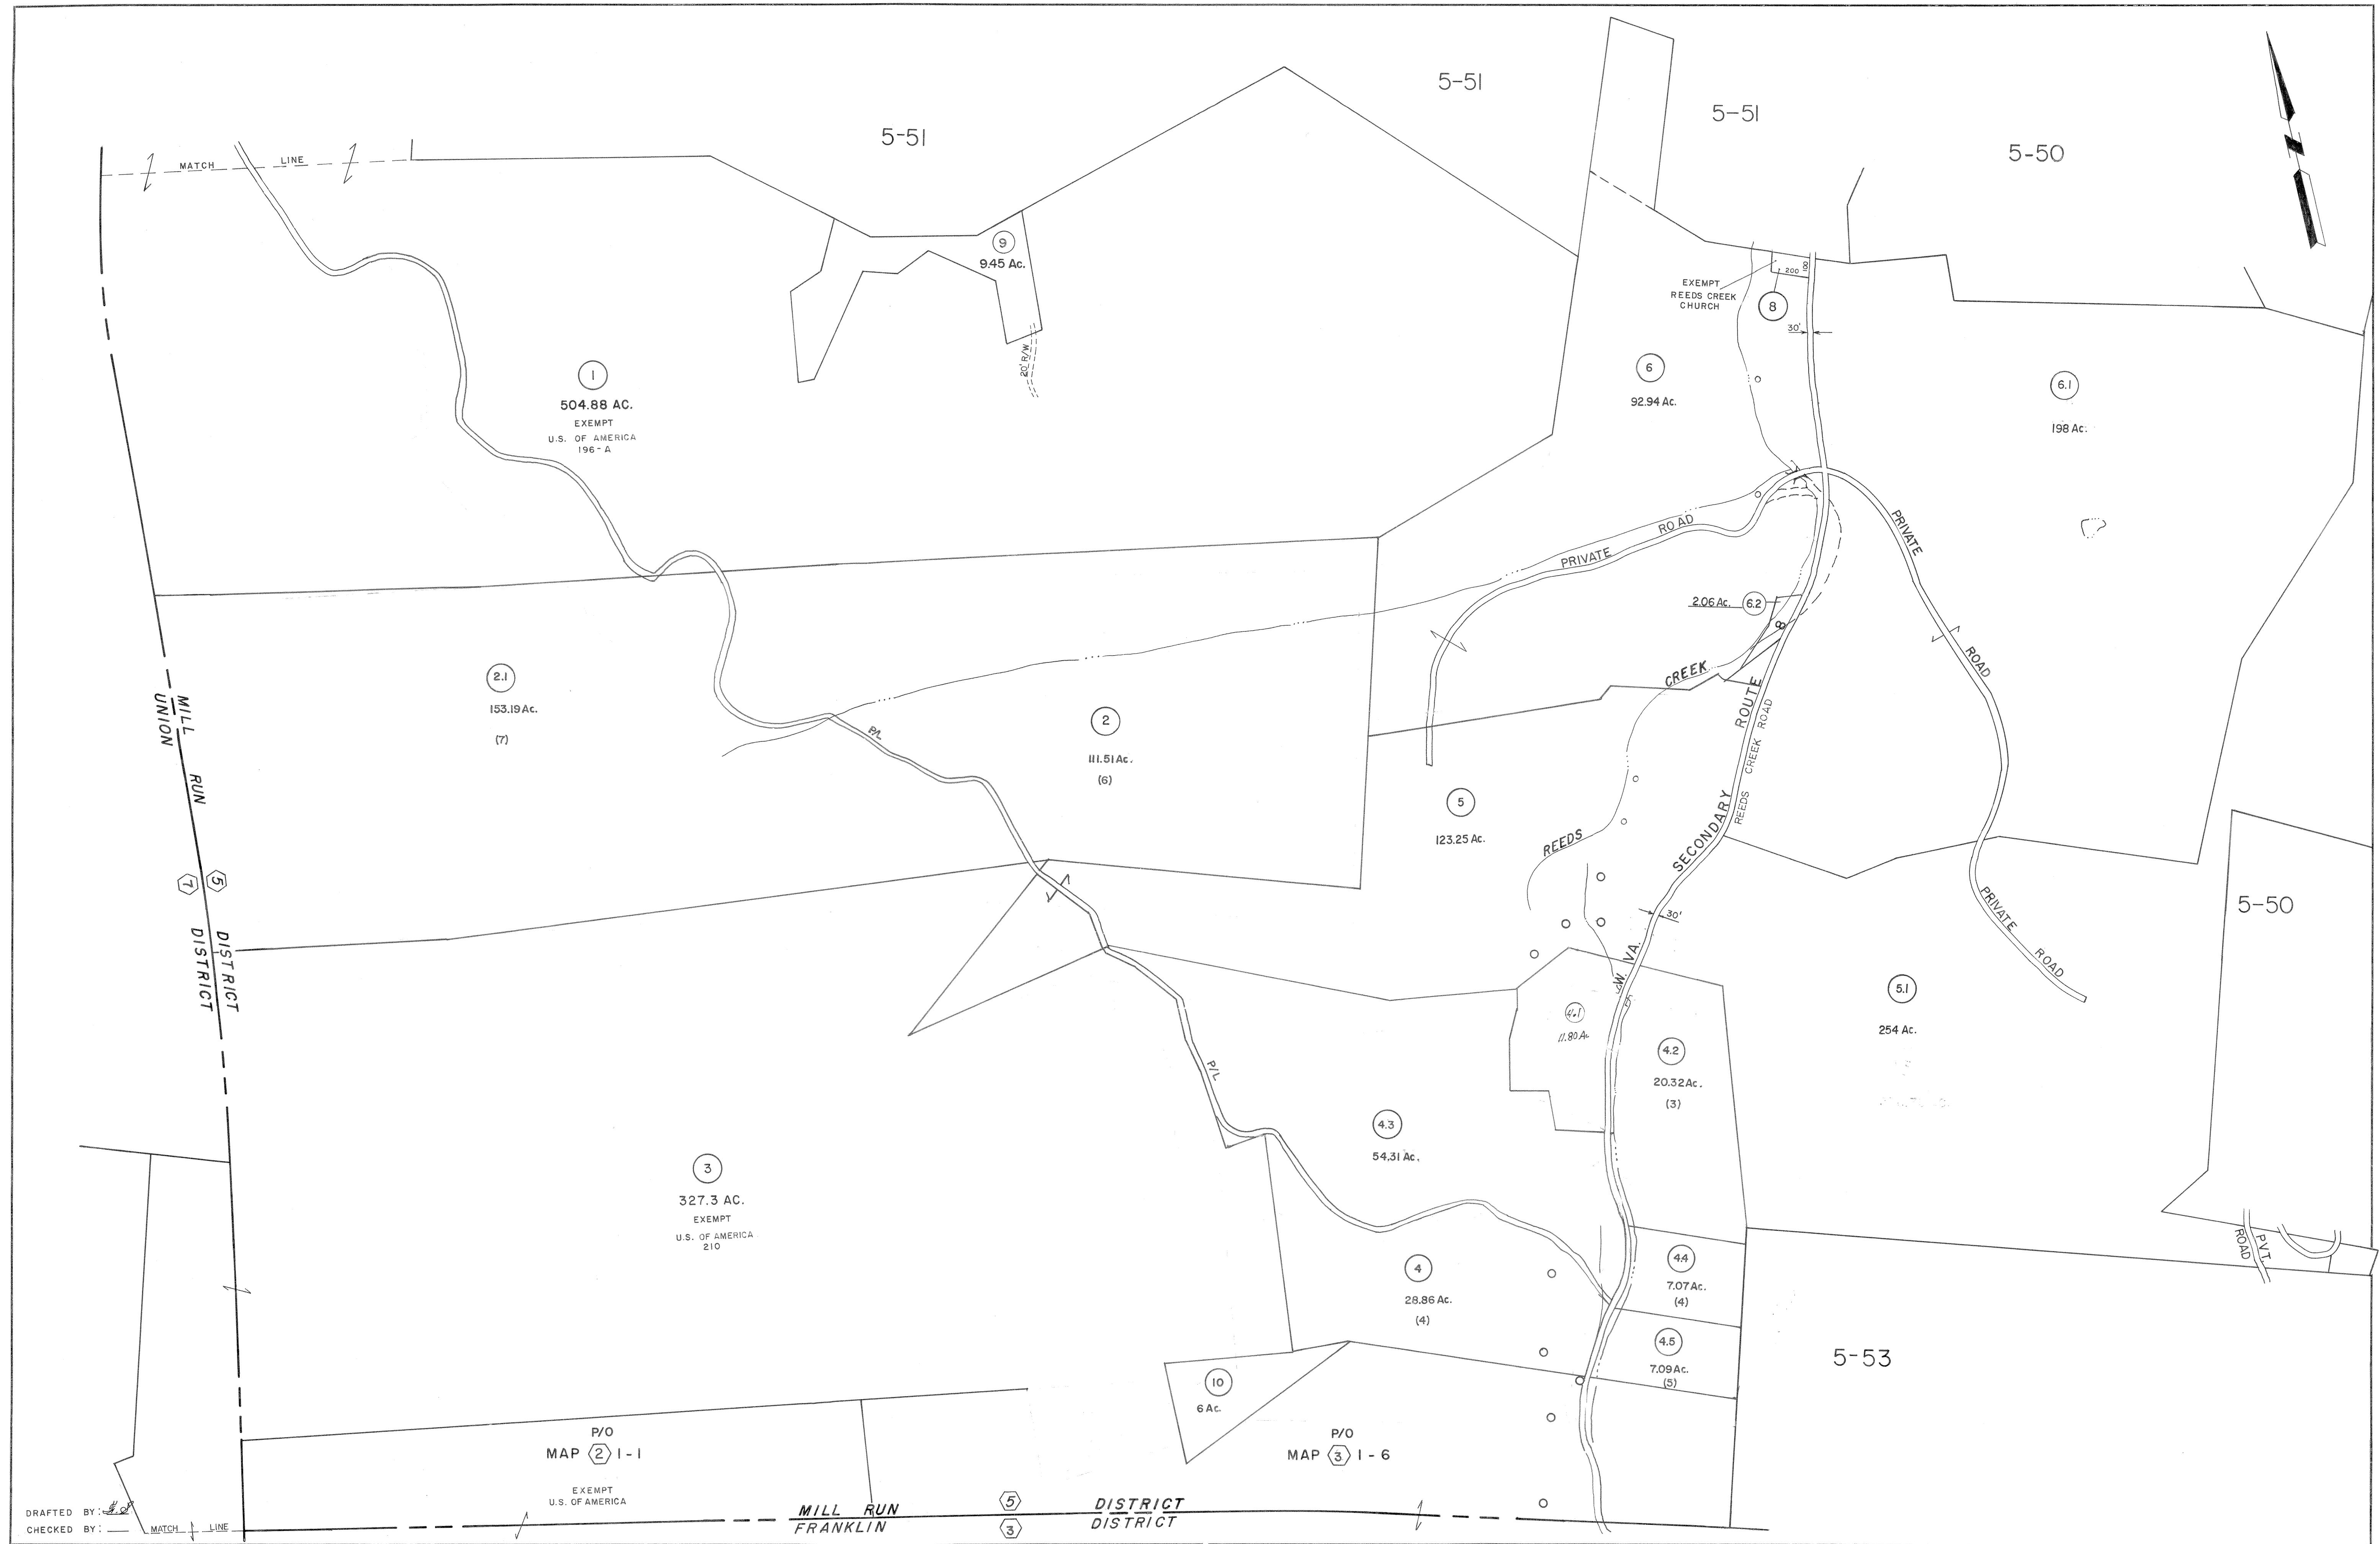 5-51
5-51
5-51
5-50
MATCH LINE
9
9.45 Ac.
20' R/W
EXEMPT
REEDS CREEK
CHURCH
200
100
8
30'
1
504.88 AC.
EXEMPT
U.S. OF AMERICA
196-A
6
92.94 Ac.
6.1
198 Ac.
PRIVATE ROAD
PRIVATE ROAD
2.06 Ac. 6.2
8
CREEK
REEDS
W. VA. SECONDARY ROUTE
REEDS CREEK ROAD
2.1
153.19 Ac.
(7)
2
111.51 Ac.
(6)
P/L
MILL RUN DISTRICT
UNION DISTRICT
5
7
5
123.25 Ac.
30'
5-50
PRIVATE ROAD
5.1
254 Ac.
4.1
11.80 Ac
4.2
20.32 Ac.
(3)
P/L
4.3
54.31 Ac.
3
327.3 AC.
EXEMPT
U.S. OF AMERICA
210
PVT.
ROAD
4
28.86 Ac.
(4)
4.4
7.07 Ac.
(4)
4.5
7.09 Ac.
(5)
5-53
10
6 Ac.
P/O
MAP 2 1-1
EXEMPT
U.S. OF AMERICA
P/O
MAP 3 1-6
MILL RUN 5 DISTRICT
FRANKLIN 3 DISTRICT
DRAFTED BY:
CHECKED BY:
MATCH LINE